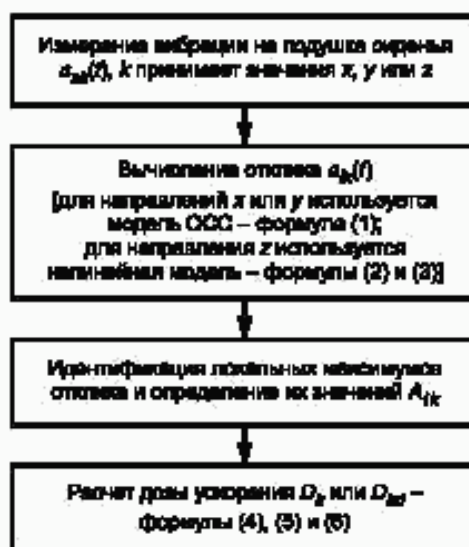 Измерение вибрации на подушке сиденья
a_sk(t), k принимает значения x, y или z
Вычисление отклика a_lk(t)
[для направлений x или y используется
модель ССС – формула (1);
для направления z используется
нелинейная модель – формулы (2) и (3)]
Идентификация локальных максимумов
отклика и определение их значений A_ik
Расчет дозы ускорения D_k или D_kd –
формулы (4), (5) и (6)